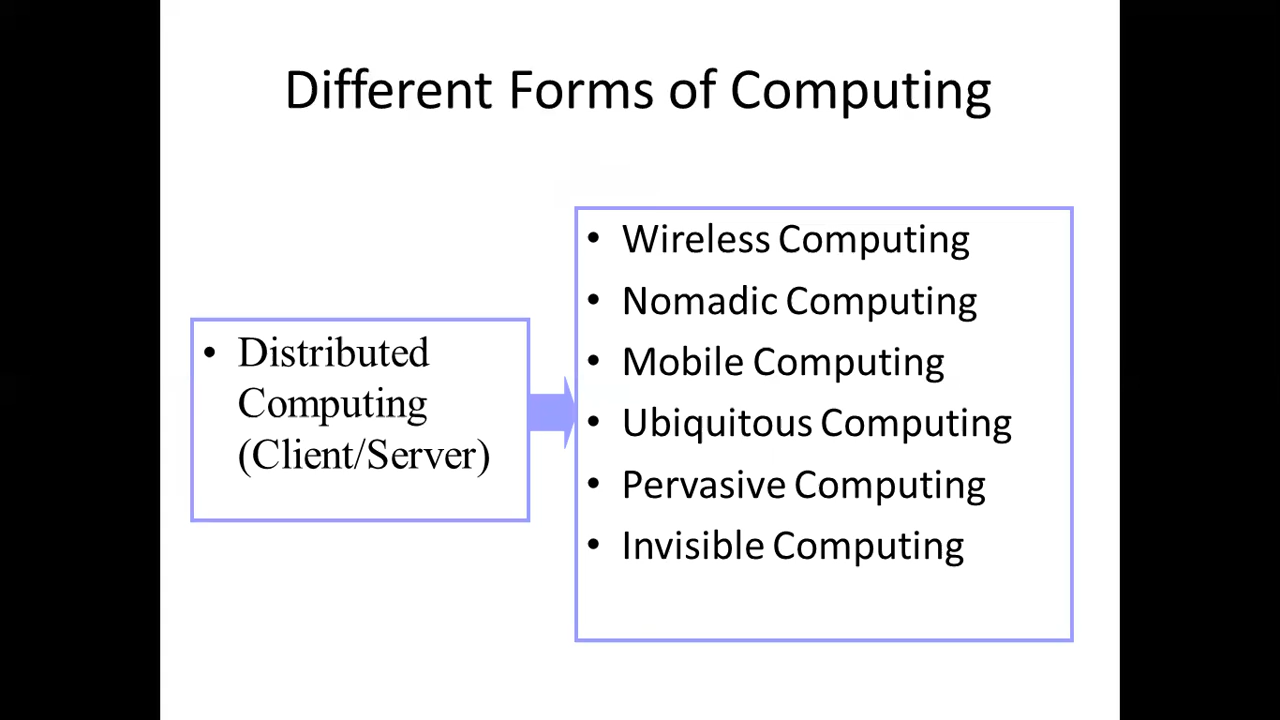 Different Forms of Computing
• Distributed
Computing
(Client/Server)
• Wireless Computing
• Nomadic Computing
• Mobile Computing
• Ubiquitous Computing
• Pervasive Computing
• Invisible Computing